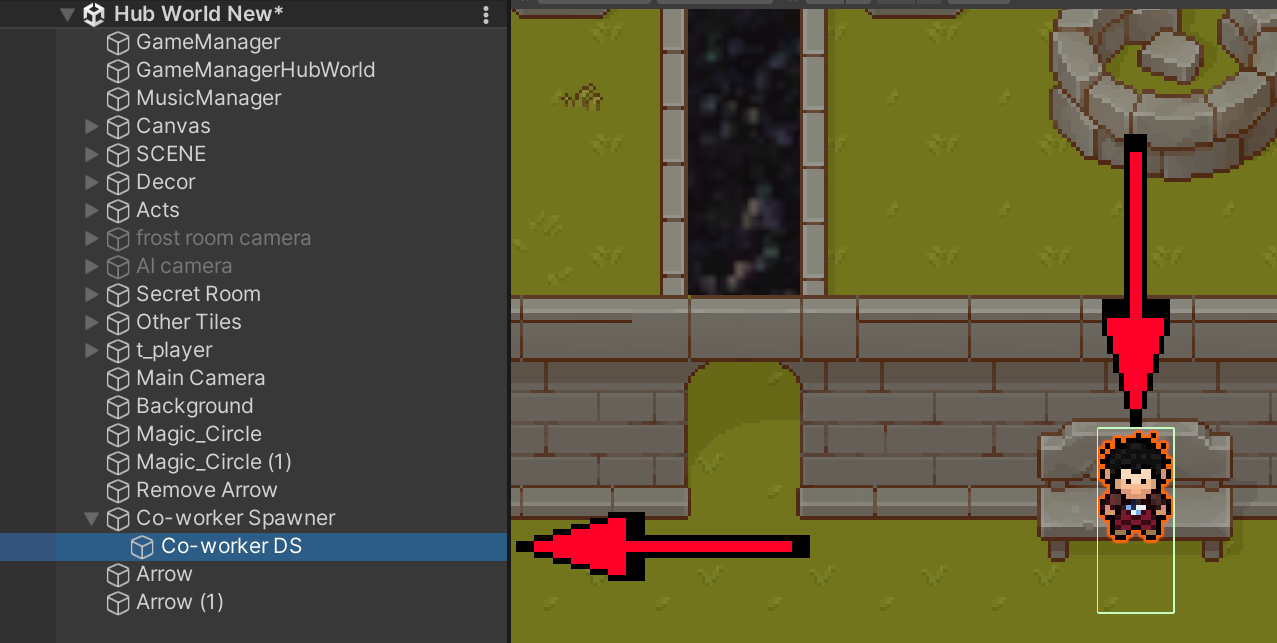 Hub World New*
GameManager
GameManagerHubWorld
MusicManager
Canvas
SCENE
Decor
Acts
frost room camera
AI camera
Secret Room
Other Tiles
t_player
Main Camera
Background
Magic_Circle
Magic_Circle (1)
Remove Arrow
Co-worker Spawner
Co-worker DS
Arrow
Arrow (1)